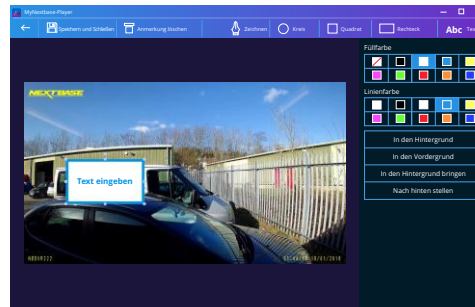 MyNextbase-Player
Speichern und Schließen
Anmerkung löschen
Zeichnen
Kreis
Quadrat
Rechteck
Abc
Füllfarbe
Linienfarbe
In den Hintergrund
In den Vordergrund
In den Hintergrund bringen
Nach hinten stellen
NEXTBASE
Text eingeben